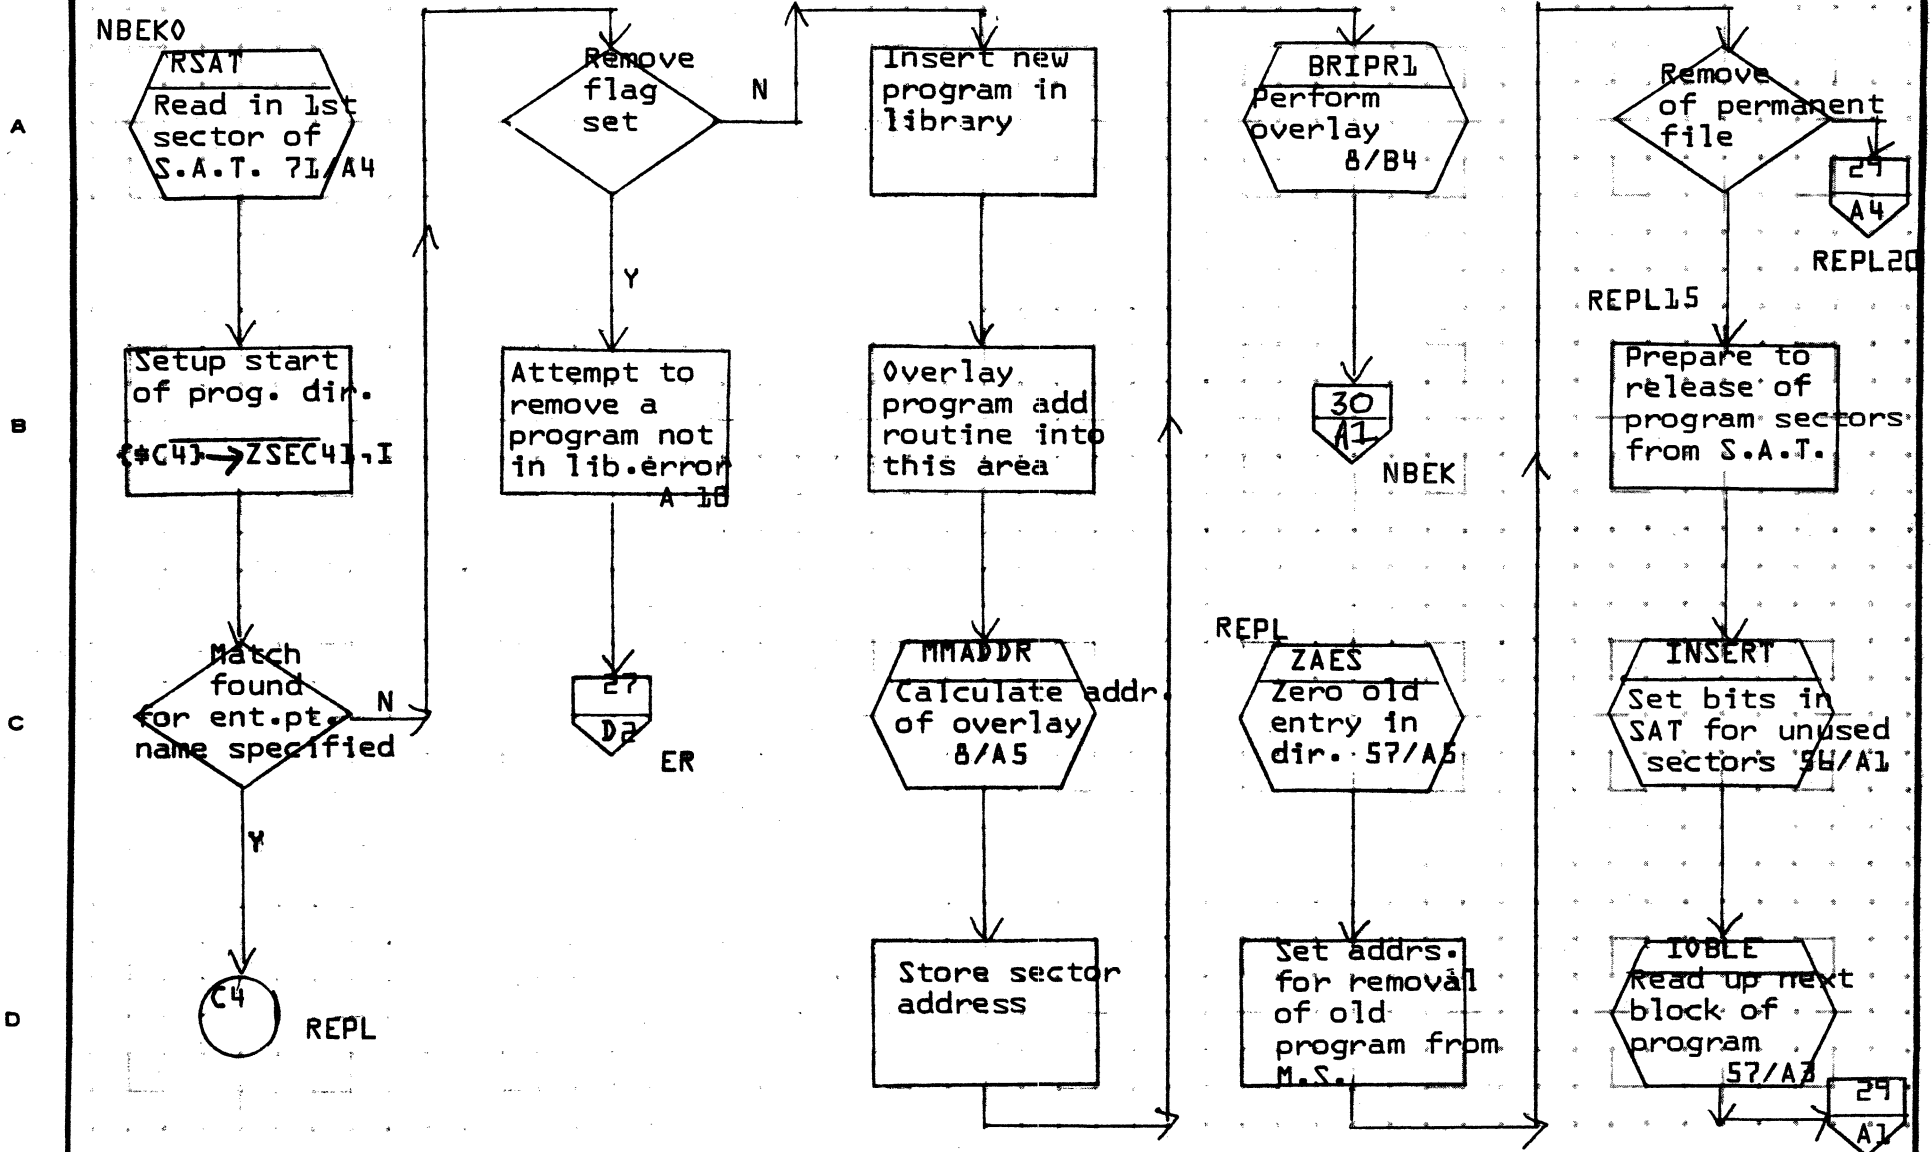 NBEKO
RSAT
Read in 1st
sector of
S.A.T. 71/A4
Setup start
of prog. dir.
{$C4}→ZSEC4},I
Match
found
for ent.pt.
name specified
N
Y
C4
REPL
Remove
flag
set
N
Y
Attempt to
remove a
program not
in lib.error
A 18
27
D2
ER
Insert new
program in
library
Overlay
program add
routine into
this area
MMADDR
Calculate addr.
of overlay
8/A5
Store sector
address
BRIPR1
Perform
overlay
8/B4
30
A1
NBEK
REPL
ZAES
Zero old
entry in
dir. 57/A5
Set addrs.
for removal
of old
program from
M.S.
Remove
of permanent
file
29
A4
REPL20
REPL15
Prepare to
release of
program sectors
from S.A.T.
INSERT
Set bits in
SAT for unused
sectors 56/A1
IOBLE
Read up next
block of
program
57/A3
29
A1
A
B
C
D